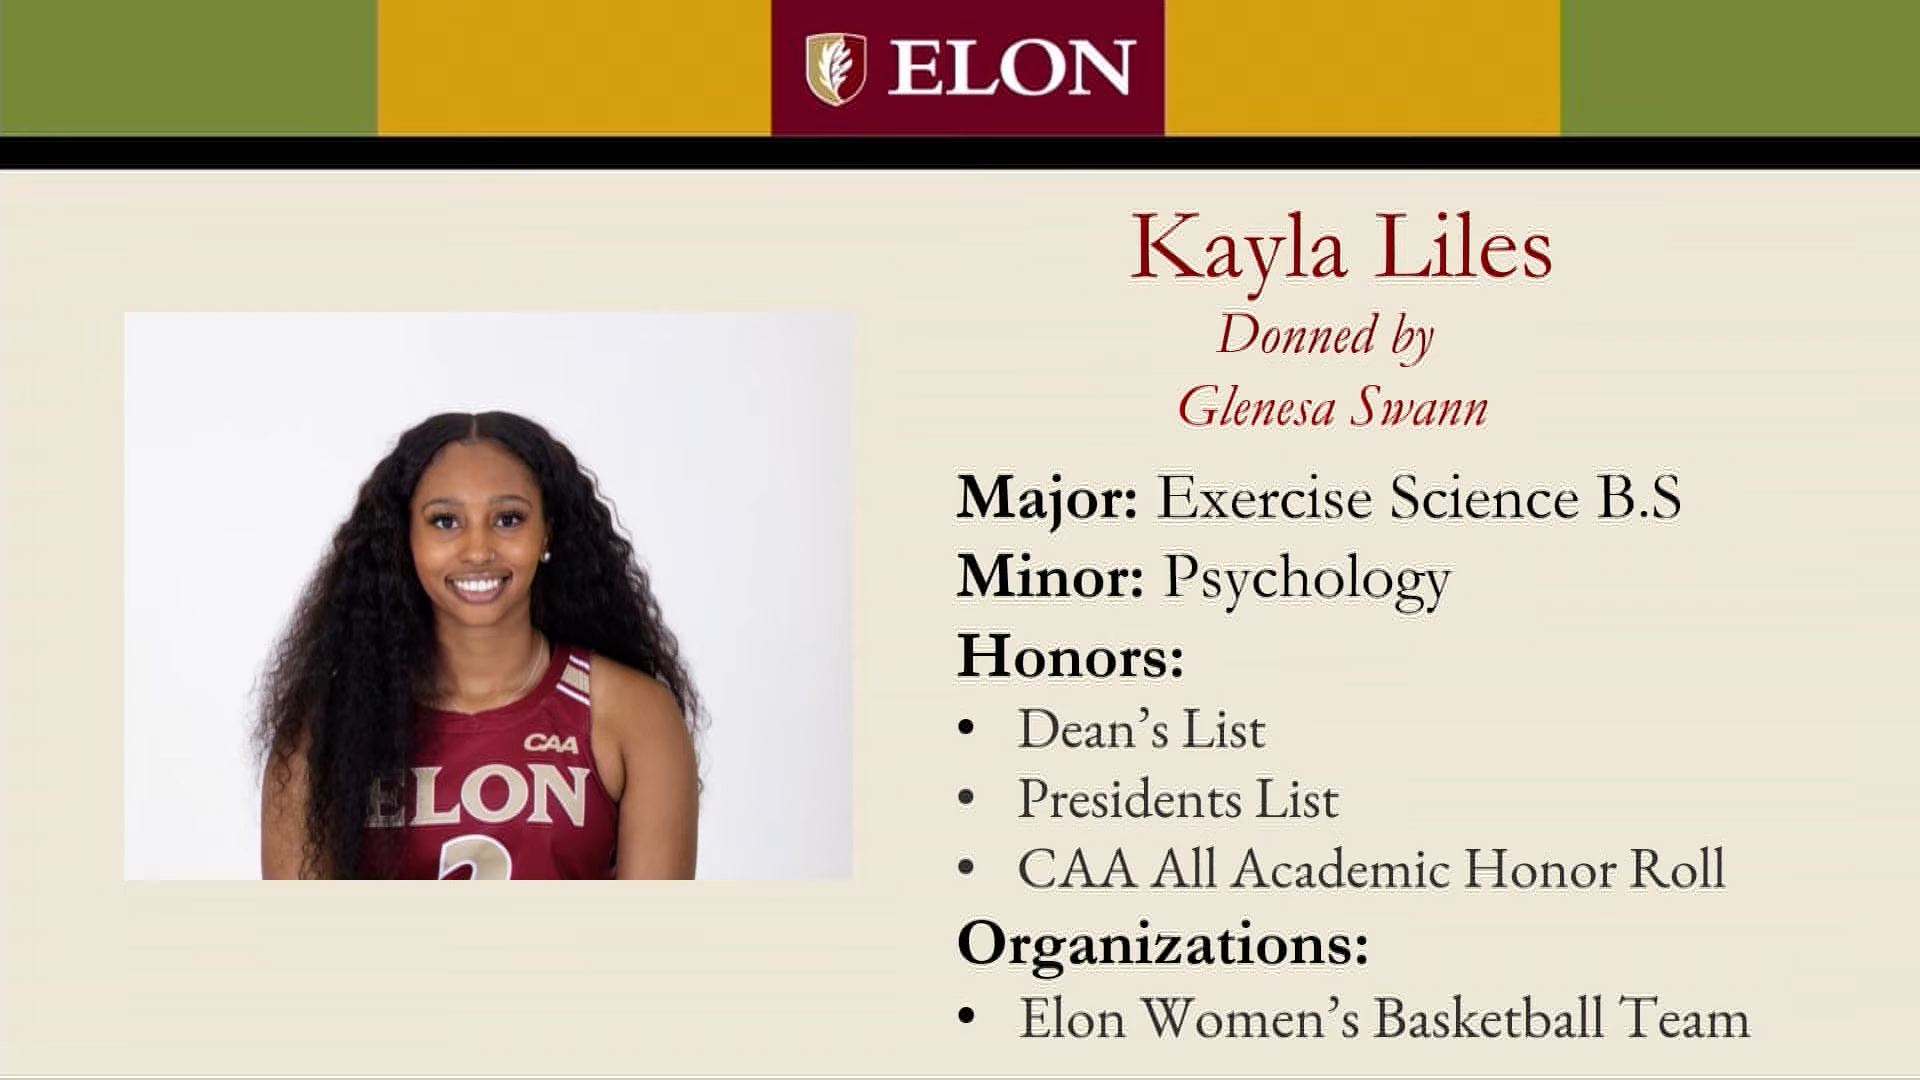 ELON
Kayla Liles
Donned by
Glenesa Swann
Major: Exercise Science B.S
Minor: Psychology
Honors:
• Dean’s List
• Presidents List
• CAA All Academic Honor Roll
Organizations:
• Elon Women’s Basketball Team
CAA
ELON